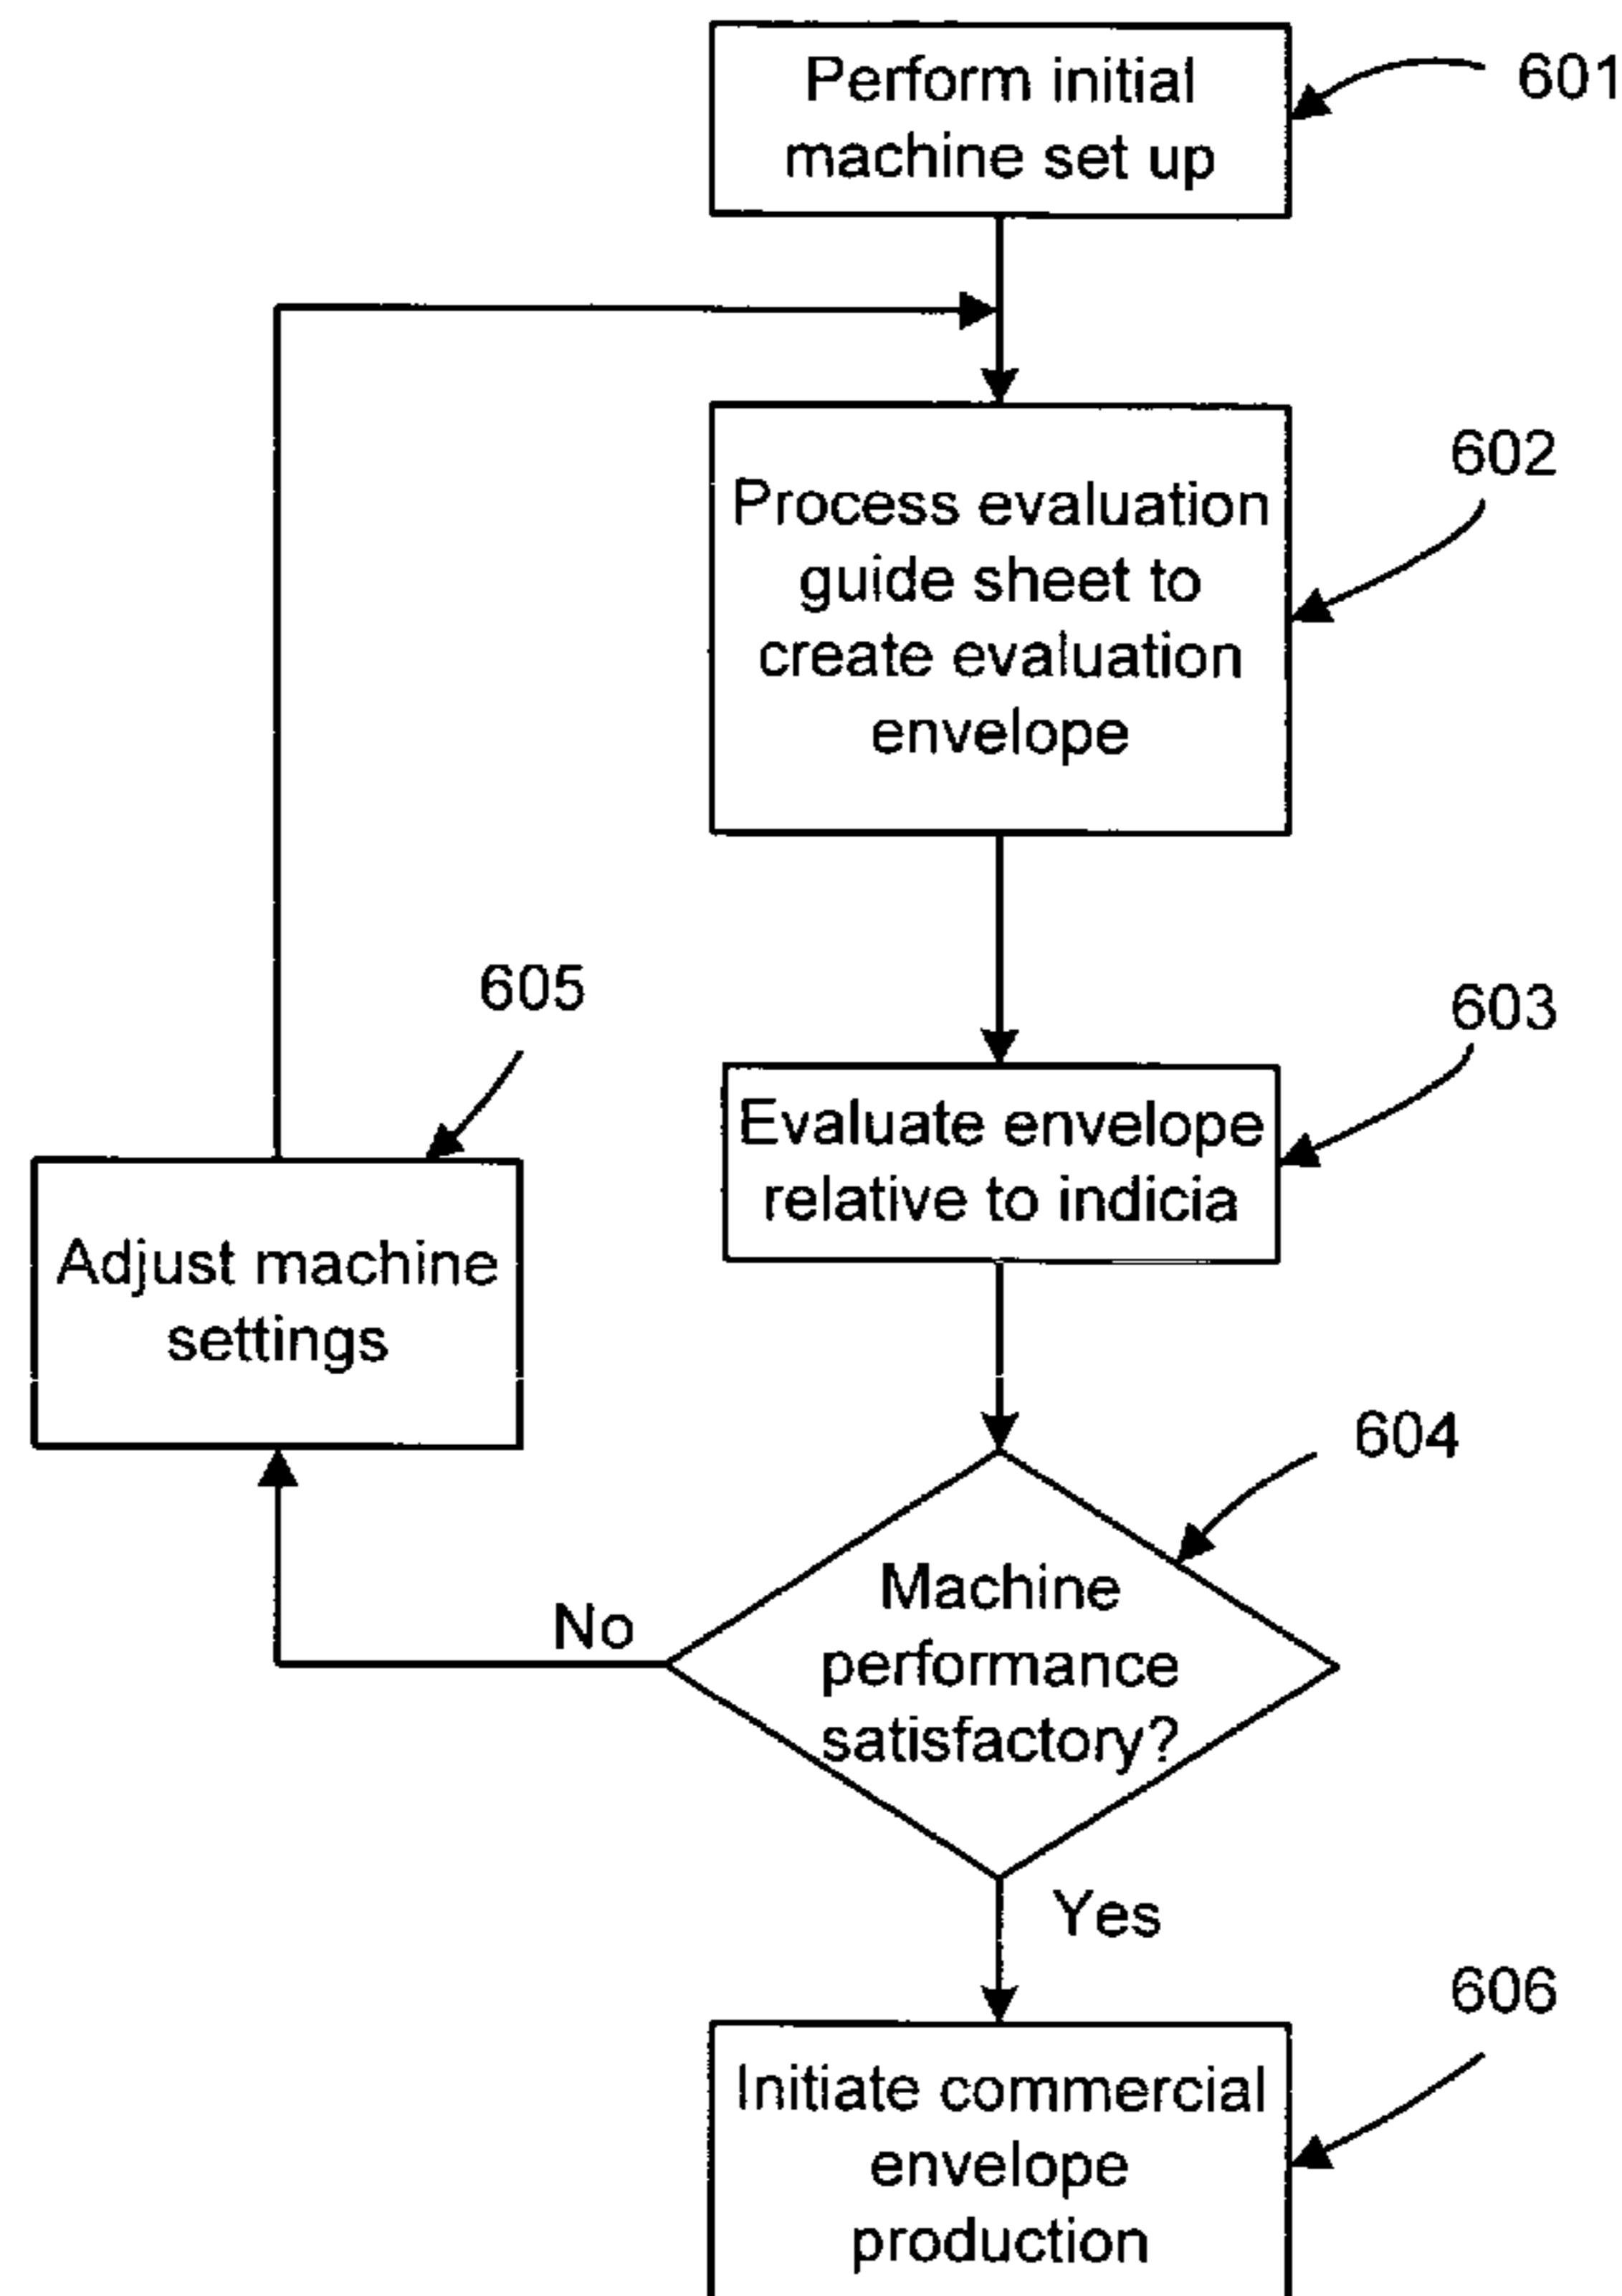 Perform initial
machine set up
601
Process evaluation
guide sheet to
create evaluation
envelope
602
Evaluate envelope
relative to indicia
603
605
Adjust machine
settings
604
Machine
performance
satisfactory?
No
Yes
606
Initiate commercial
envelope
production